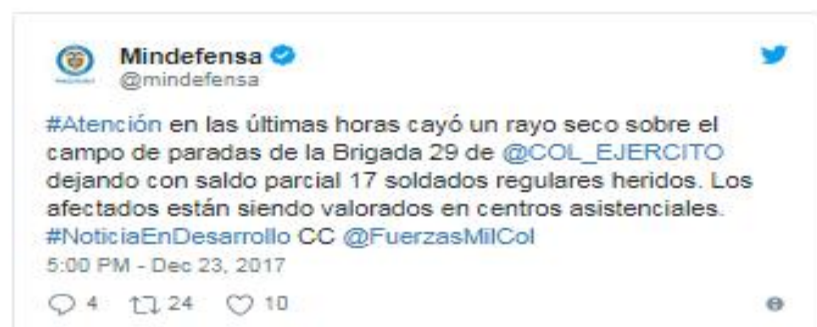 Mindefensa
@mindefensa
#Atención en las últimas horas cayó un rayo seco sobre el
campo de paradas de la Brigada 29 de @COL_EJERCITO
dejando con saldo parcial 17 soldados regulares heridos. Los
afectados están siendo valorados en centros asistenciales.
#NoticiaEnDesarrollo CC @FuerzasMilCol
5:00 PM - Dec 23, 2017
4 24 10